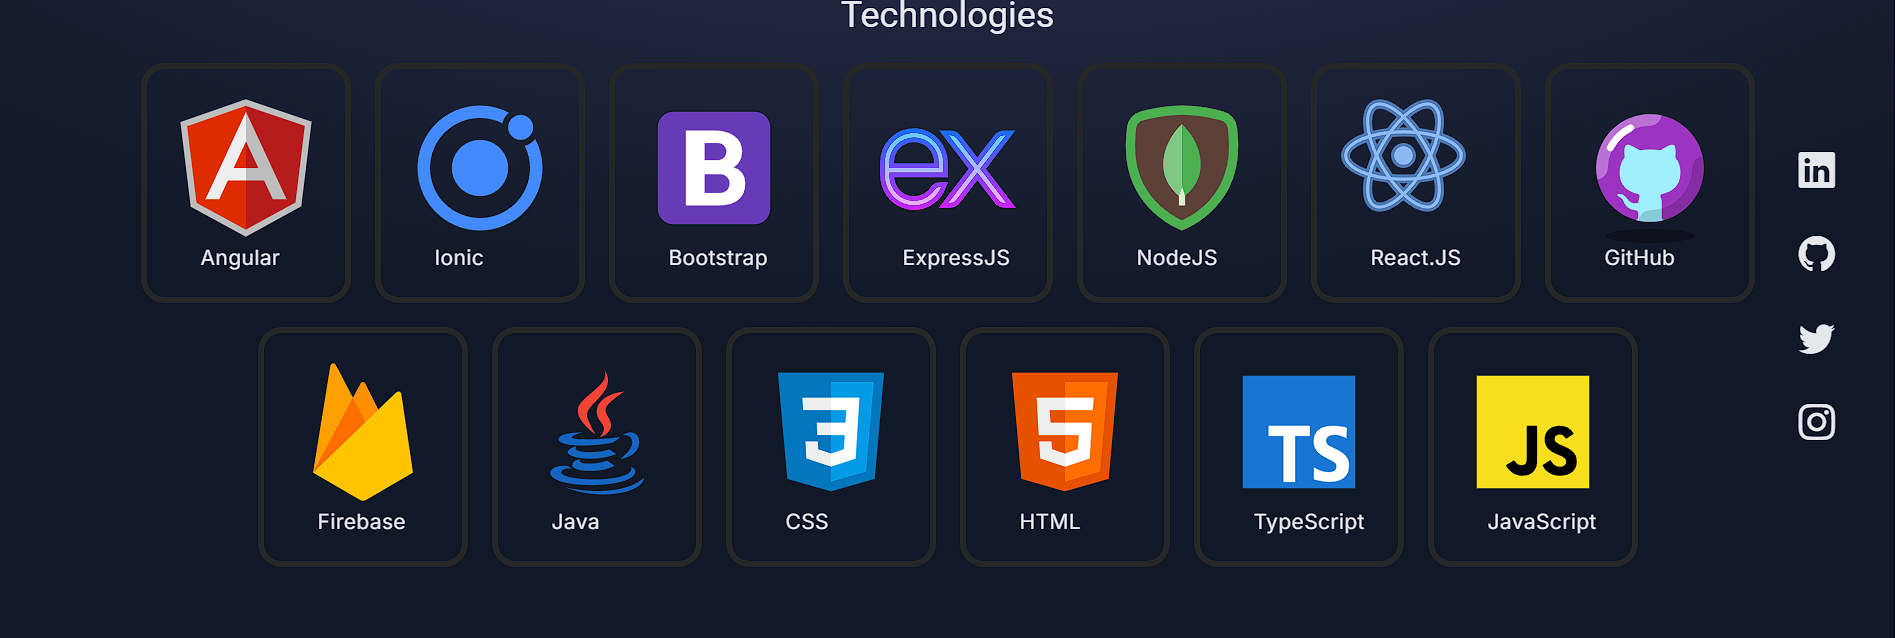 Technologies
Angular
Ionic
B
Bootstrap
ex
ExpressJS
NodeJS
React.JS
GitHub
in
Firebase
Java
3
CSS
5
HTML
TS
TypeScript
JS
JavaScript